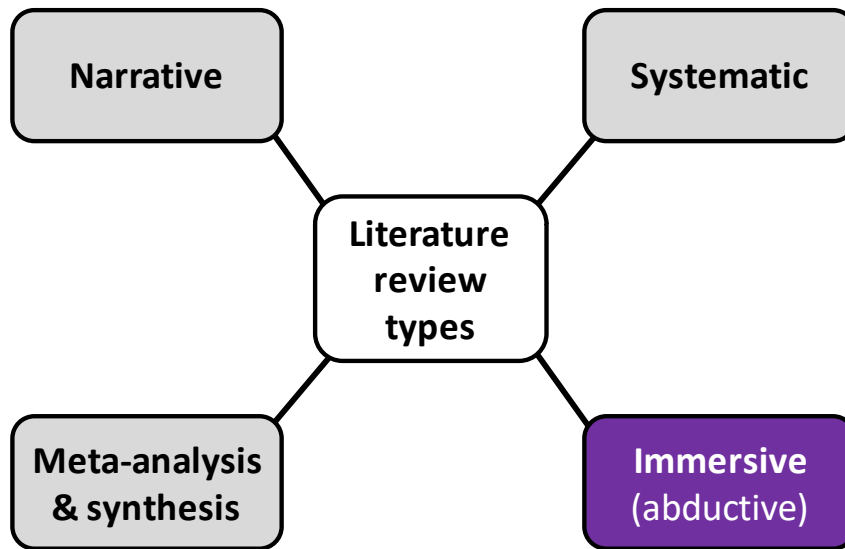 Narrative
Systematic
Literature
review
types
Meta-analysis
& synthesis
Immersive
(abductive)